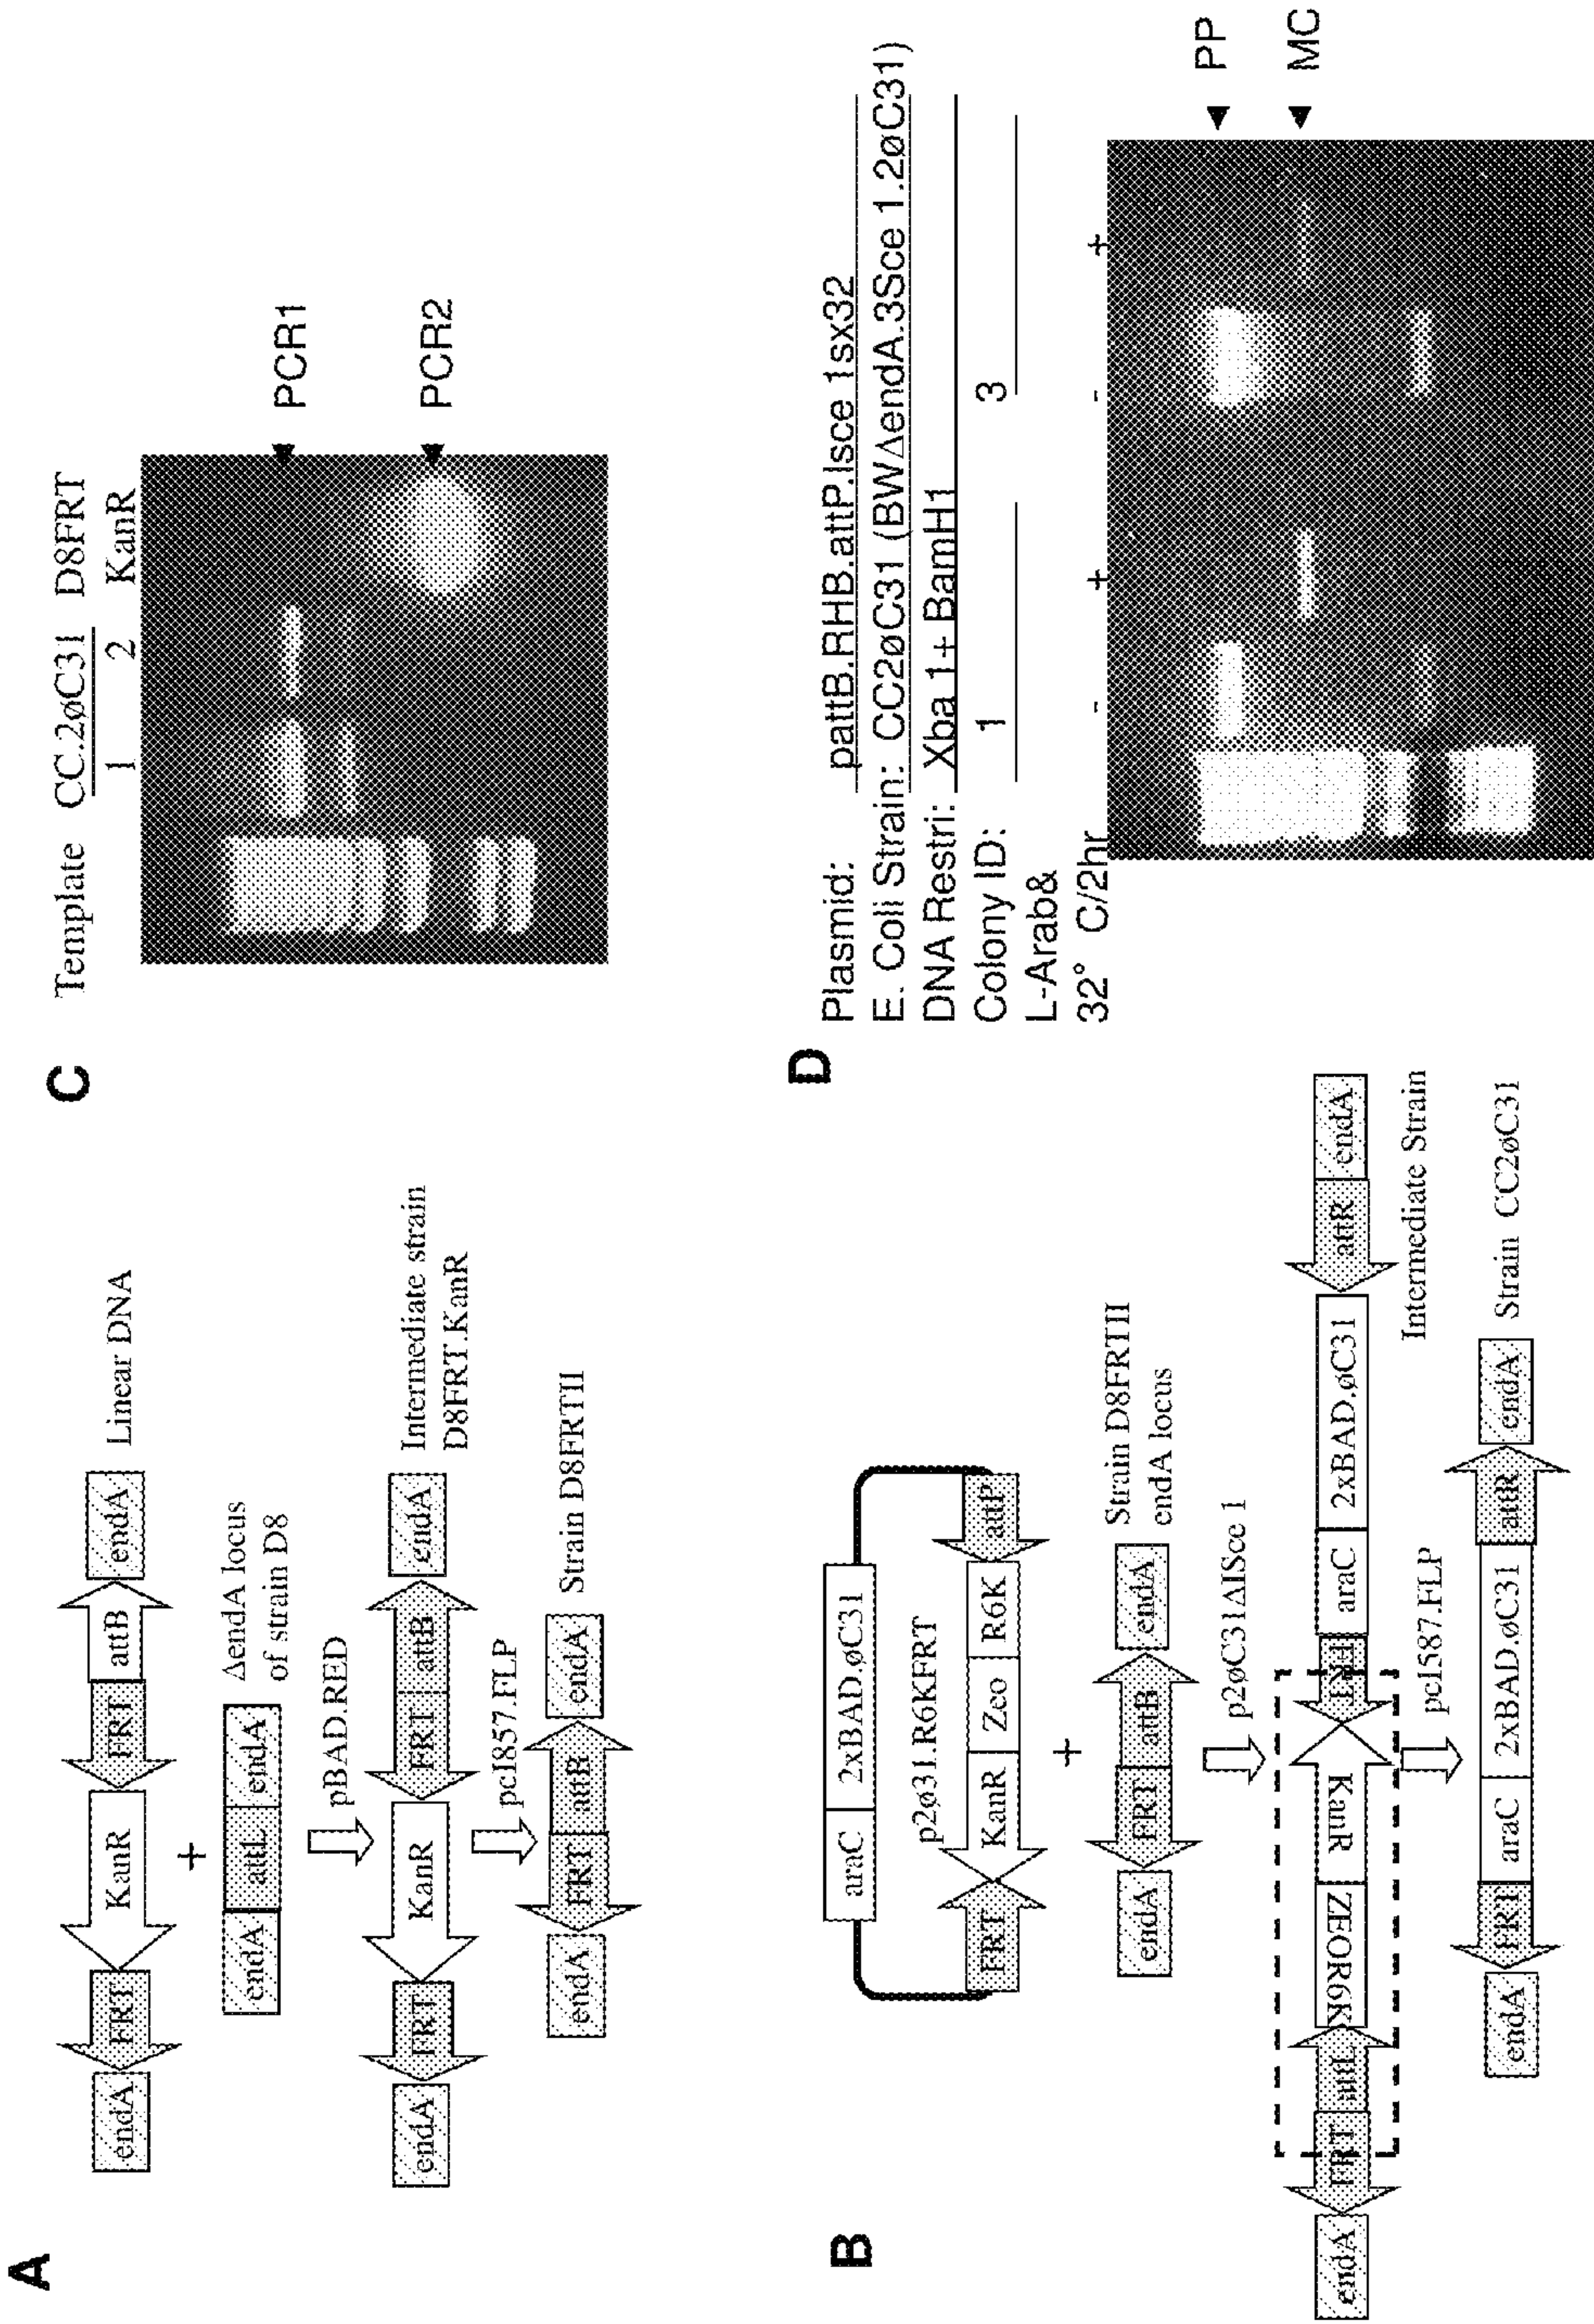 A
endA FRT KanR FRT attB endA Linear DNA
+
endA attL endA ΔendA locus
of strain D8
pBAD.RED
endA FRT KanR FRT attB endA Intermediate strain
D8FRT.KanR
pcI857.FLP
endA FRT attB endA Strain D8FRTII
B
araC 2xBAD.øC31
p2ø31.R6KFRT
FRT KanR Zeo R6K attP
+
endA FRT attB endA Strain D8FRTII
endA locus
p2øC31ΔISce 1
endA FRT ZEOR6K KanR FRT araC 2xBAD.øC31 attR endA
Intermediate Strain
pcI587.FLP
endA FRT araC 2xBAD.øC31 attR endA Strain CC2øC31
C
Template CC.2øC31 D8FRT
1 2 KanR
PCR1
PCR2
D
Plasmid: pattB.RHB.attP.Isce 1sx32
E. Coli Strain: CC2øC31 (BWΔendA.3Sce 1.2øC31)
DNA Restri: Xba 1+ BamH1
Colony ID: 1 3
L-Arab&
32° C/2hr - + - +
PP
MC